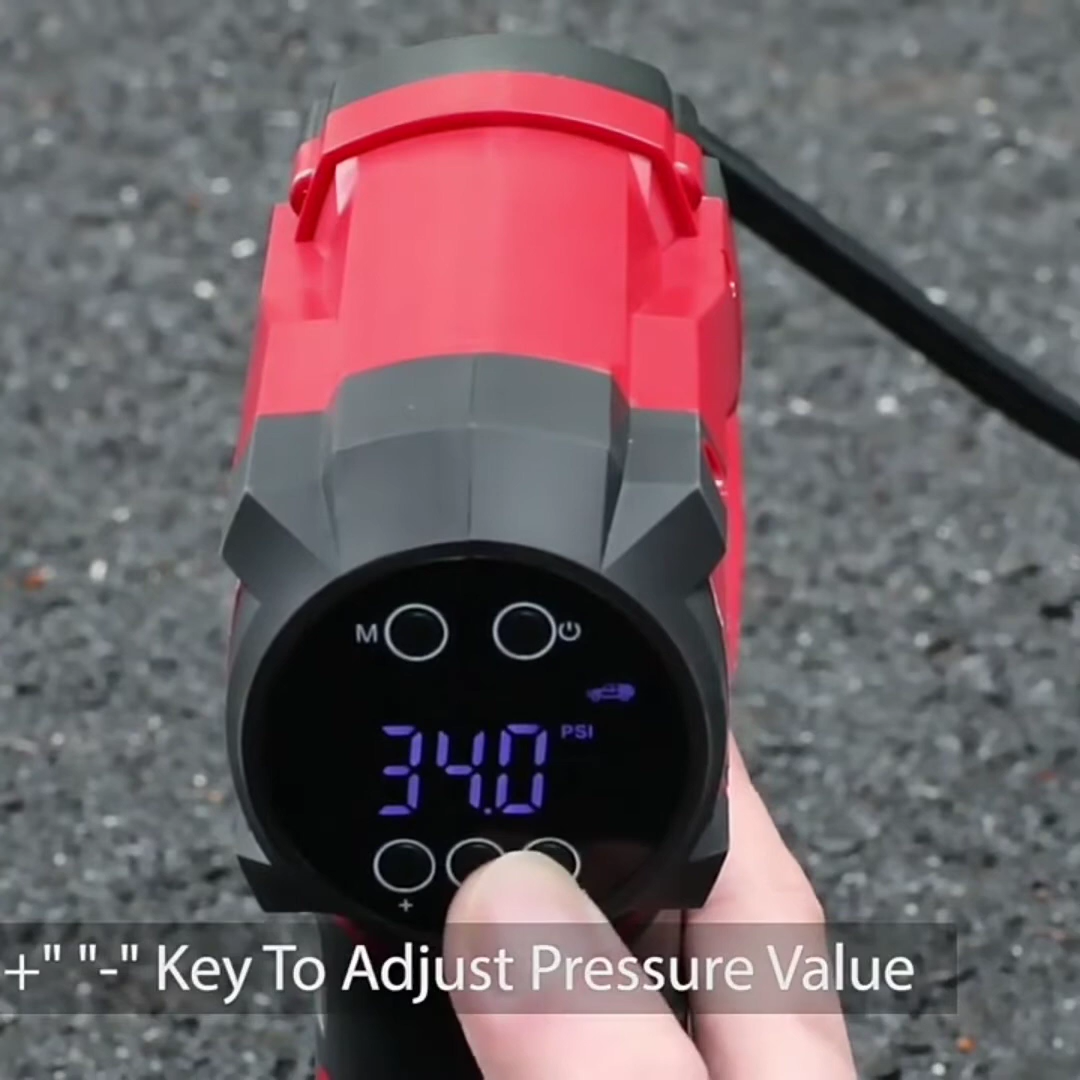 M
34.0 PSI
+
+" "-" Key To Adjust Pressure Value